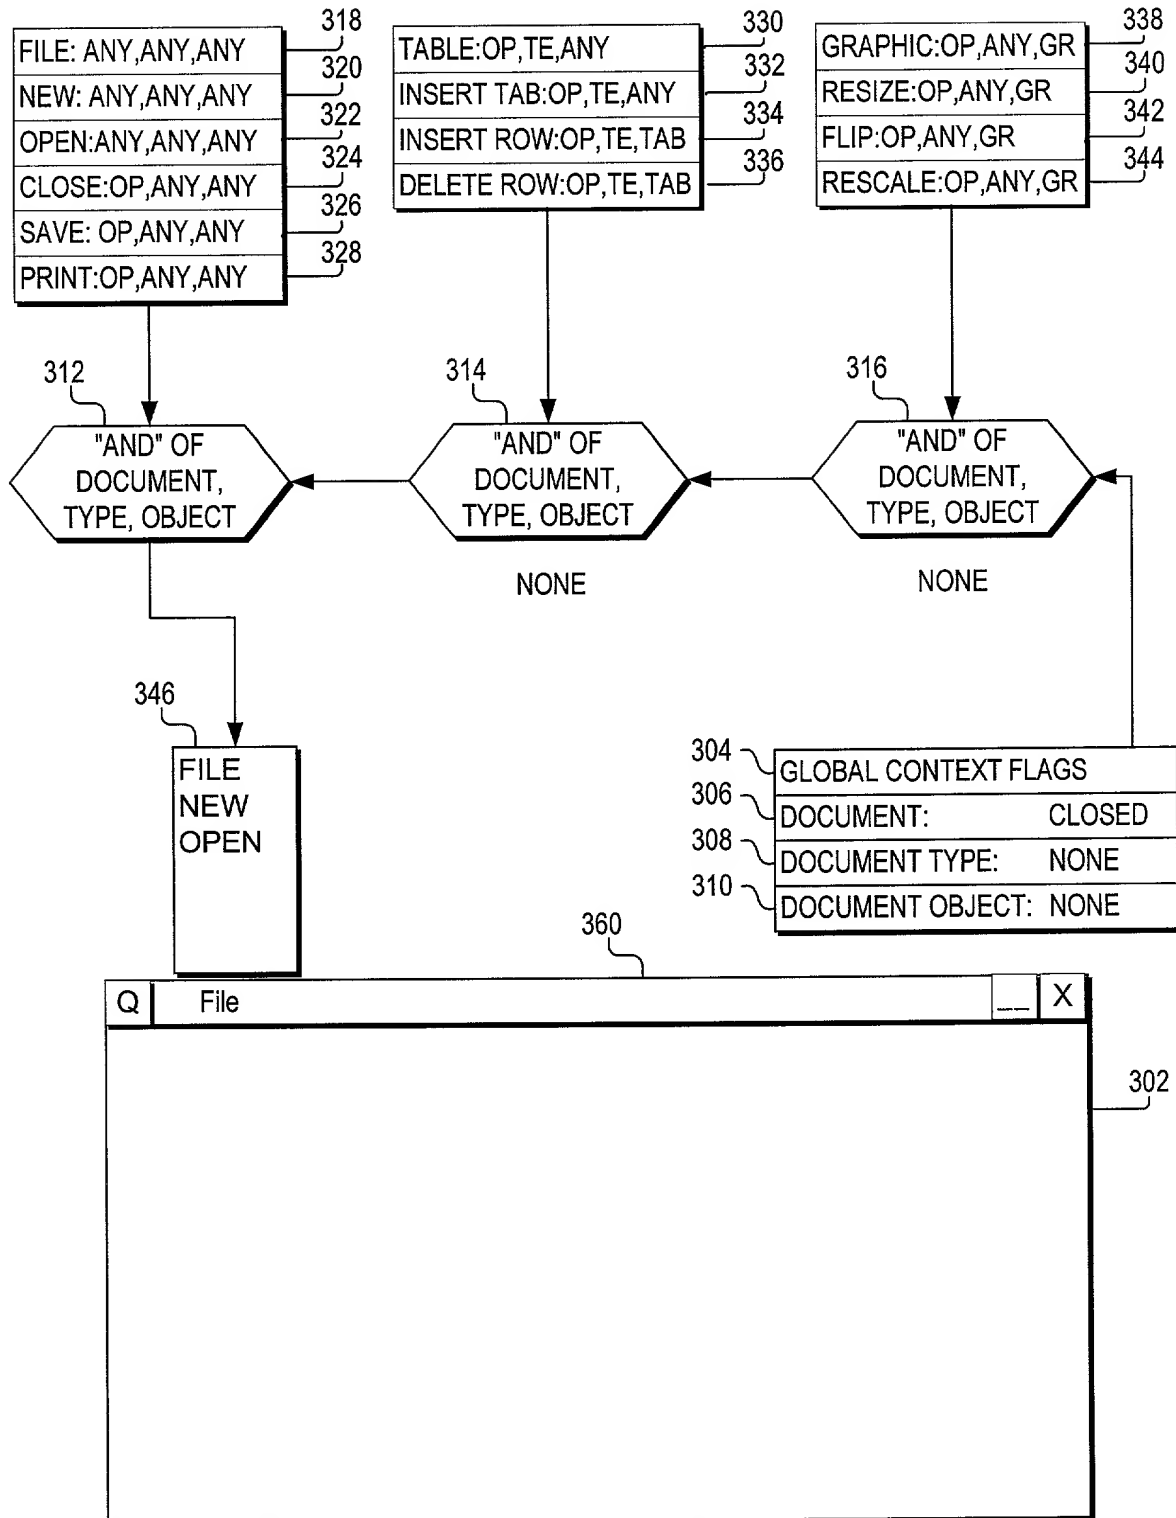 318
FILE: ANY,ANY,ANY
320
NEW: ANY,ANY,ANY
322
OPEN:ANY,ANY,ANY
324
CLOSE:OP,ANY,ANY
326
SAVE: OP,ANY,ANY
328
PRINT:OP,ANY,ANY
330
TABLE:OP,TE,ANY
332
INSERT TAB:OP,TE,ANY
334
INSERT ROW:OP,TE,TAB
336
DELETE ROW:OP,TE,TAB
338
GRAPHIC:OP,ANY,GR
340
RESIZE:OP,ANY,GR
342
FLIP:OP,ANY,GR
344
RESCALE:OP,ANY,GR
312
"AND" OF
DOCUMENT,
TYPE, OBJECT
314
"AND" OF
DOCUMENT,
TYPE, OBJECT
NONE
316
"AND" OF
DOCUMENT,
TYPE, OBJECT
NONE
346
FILE
NEW
OPEN
304
GLOBAL CONTEXT FLAGS
306
DOCUMENT: CLOSED
308
DOCUMENT TYPE: NONE
310
DOCUMENT OBJECT: NONE
360
Q File __ X
302